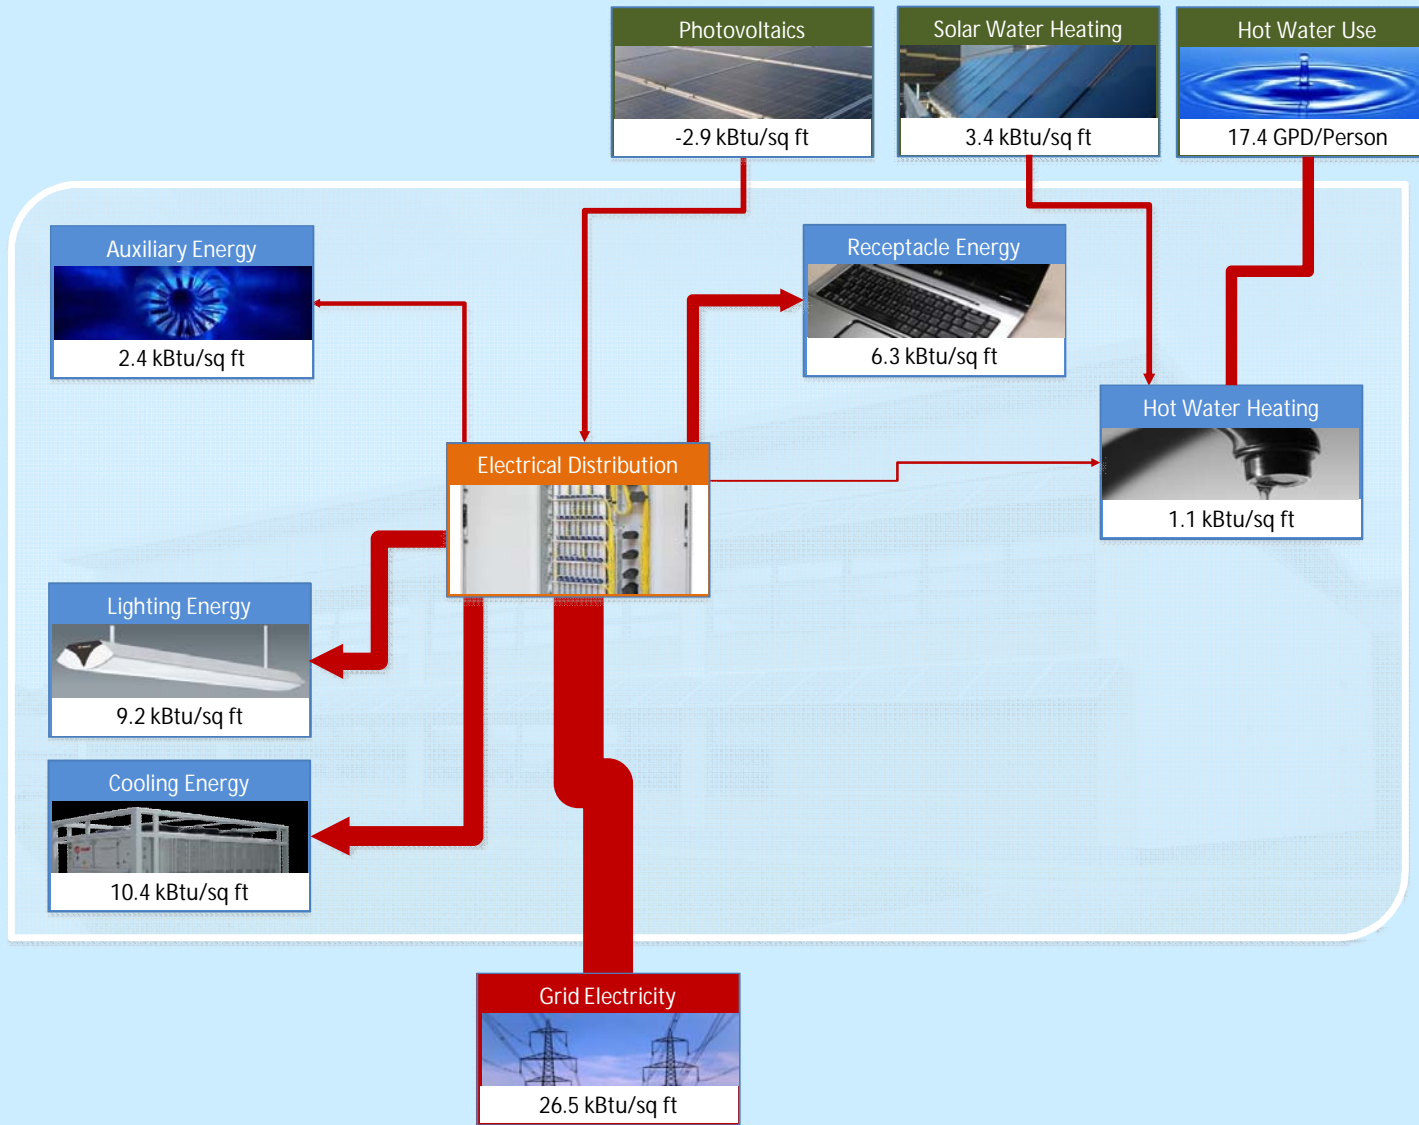 Photovoltaics
-2.9 kBtu/sq ft
Solar Water Heating
3.4 kBtu/sq ft
Hot Water Use
17.4 GPD/Person
Auxiliary Energy
2.4 kBtu/sq ft
Receptacle Energy
6.3 kBtu/sq ft
Hot Water Heating
1.1 kBtu/sq ft
Electrical Distribution
Lighting Energy
9.2 kBtu/sq ft
Cooling Energy
10.4 kBtu/sq ft
Grid Electricity
26.5 kBtu/sq ft